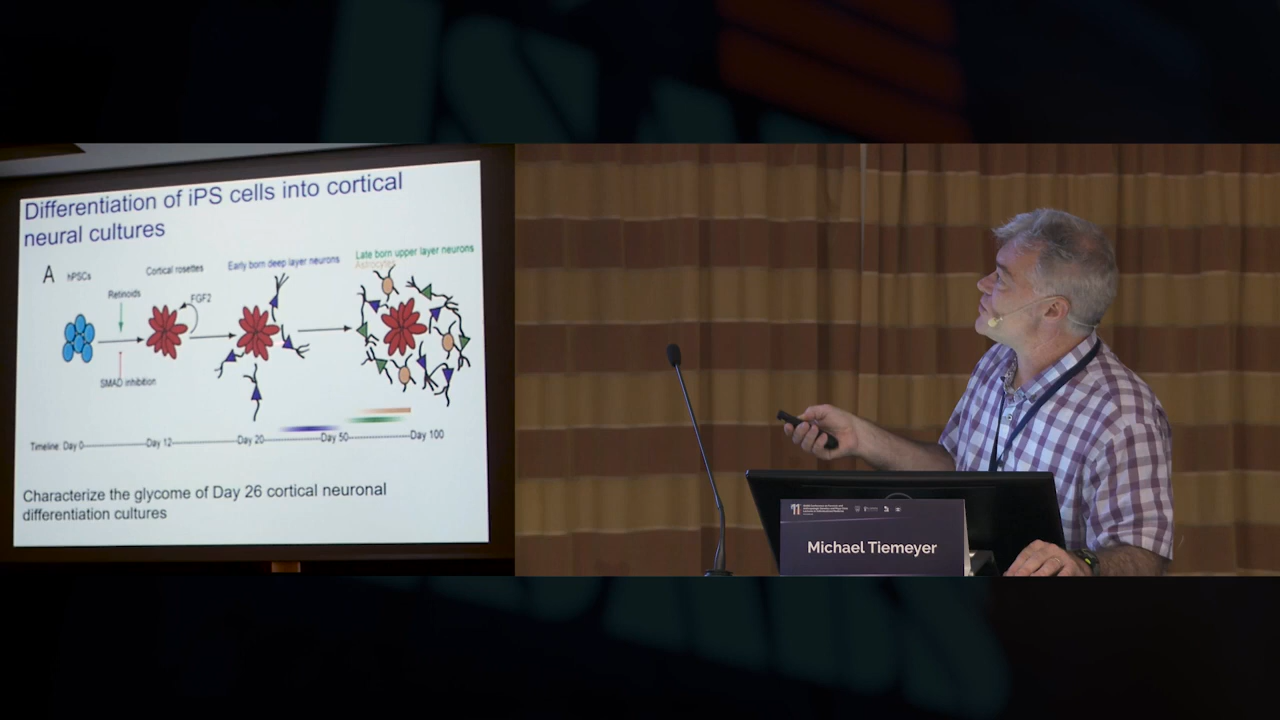 Differentiation of iPS cells into cortical
neural cultures
A
hPSCs
Cortical rosettes
Early born deep layer neurons
Late born upper layer neurons
Astrocytes
Retinoids
FGF2
SMAD inhibition
Timeline: Day 0
Day 12
Day 20
Day 50
Day 100
Characterize the glycome of Day 26 cortical neuronal
differentiation cultures
11
Michael Tiemeyer